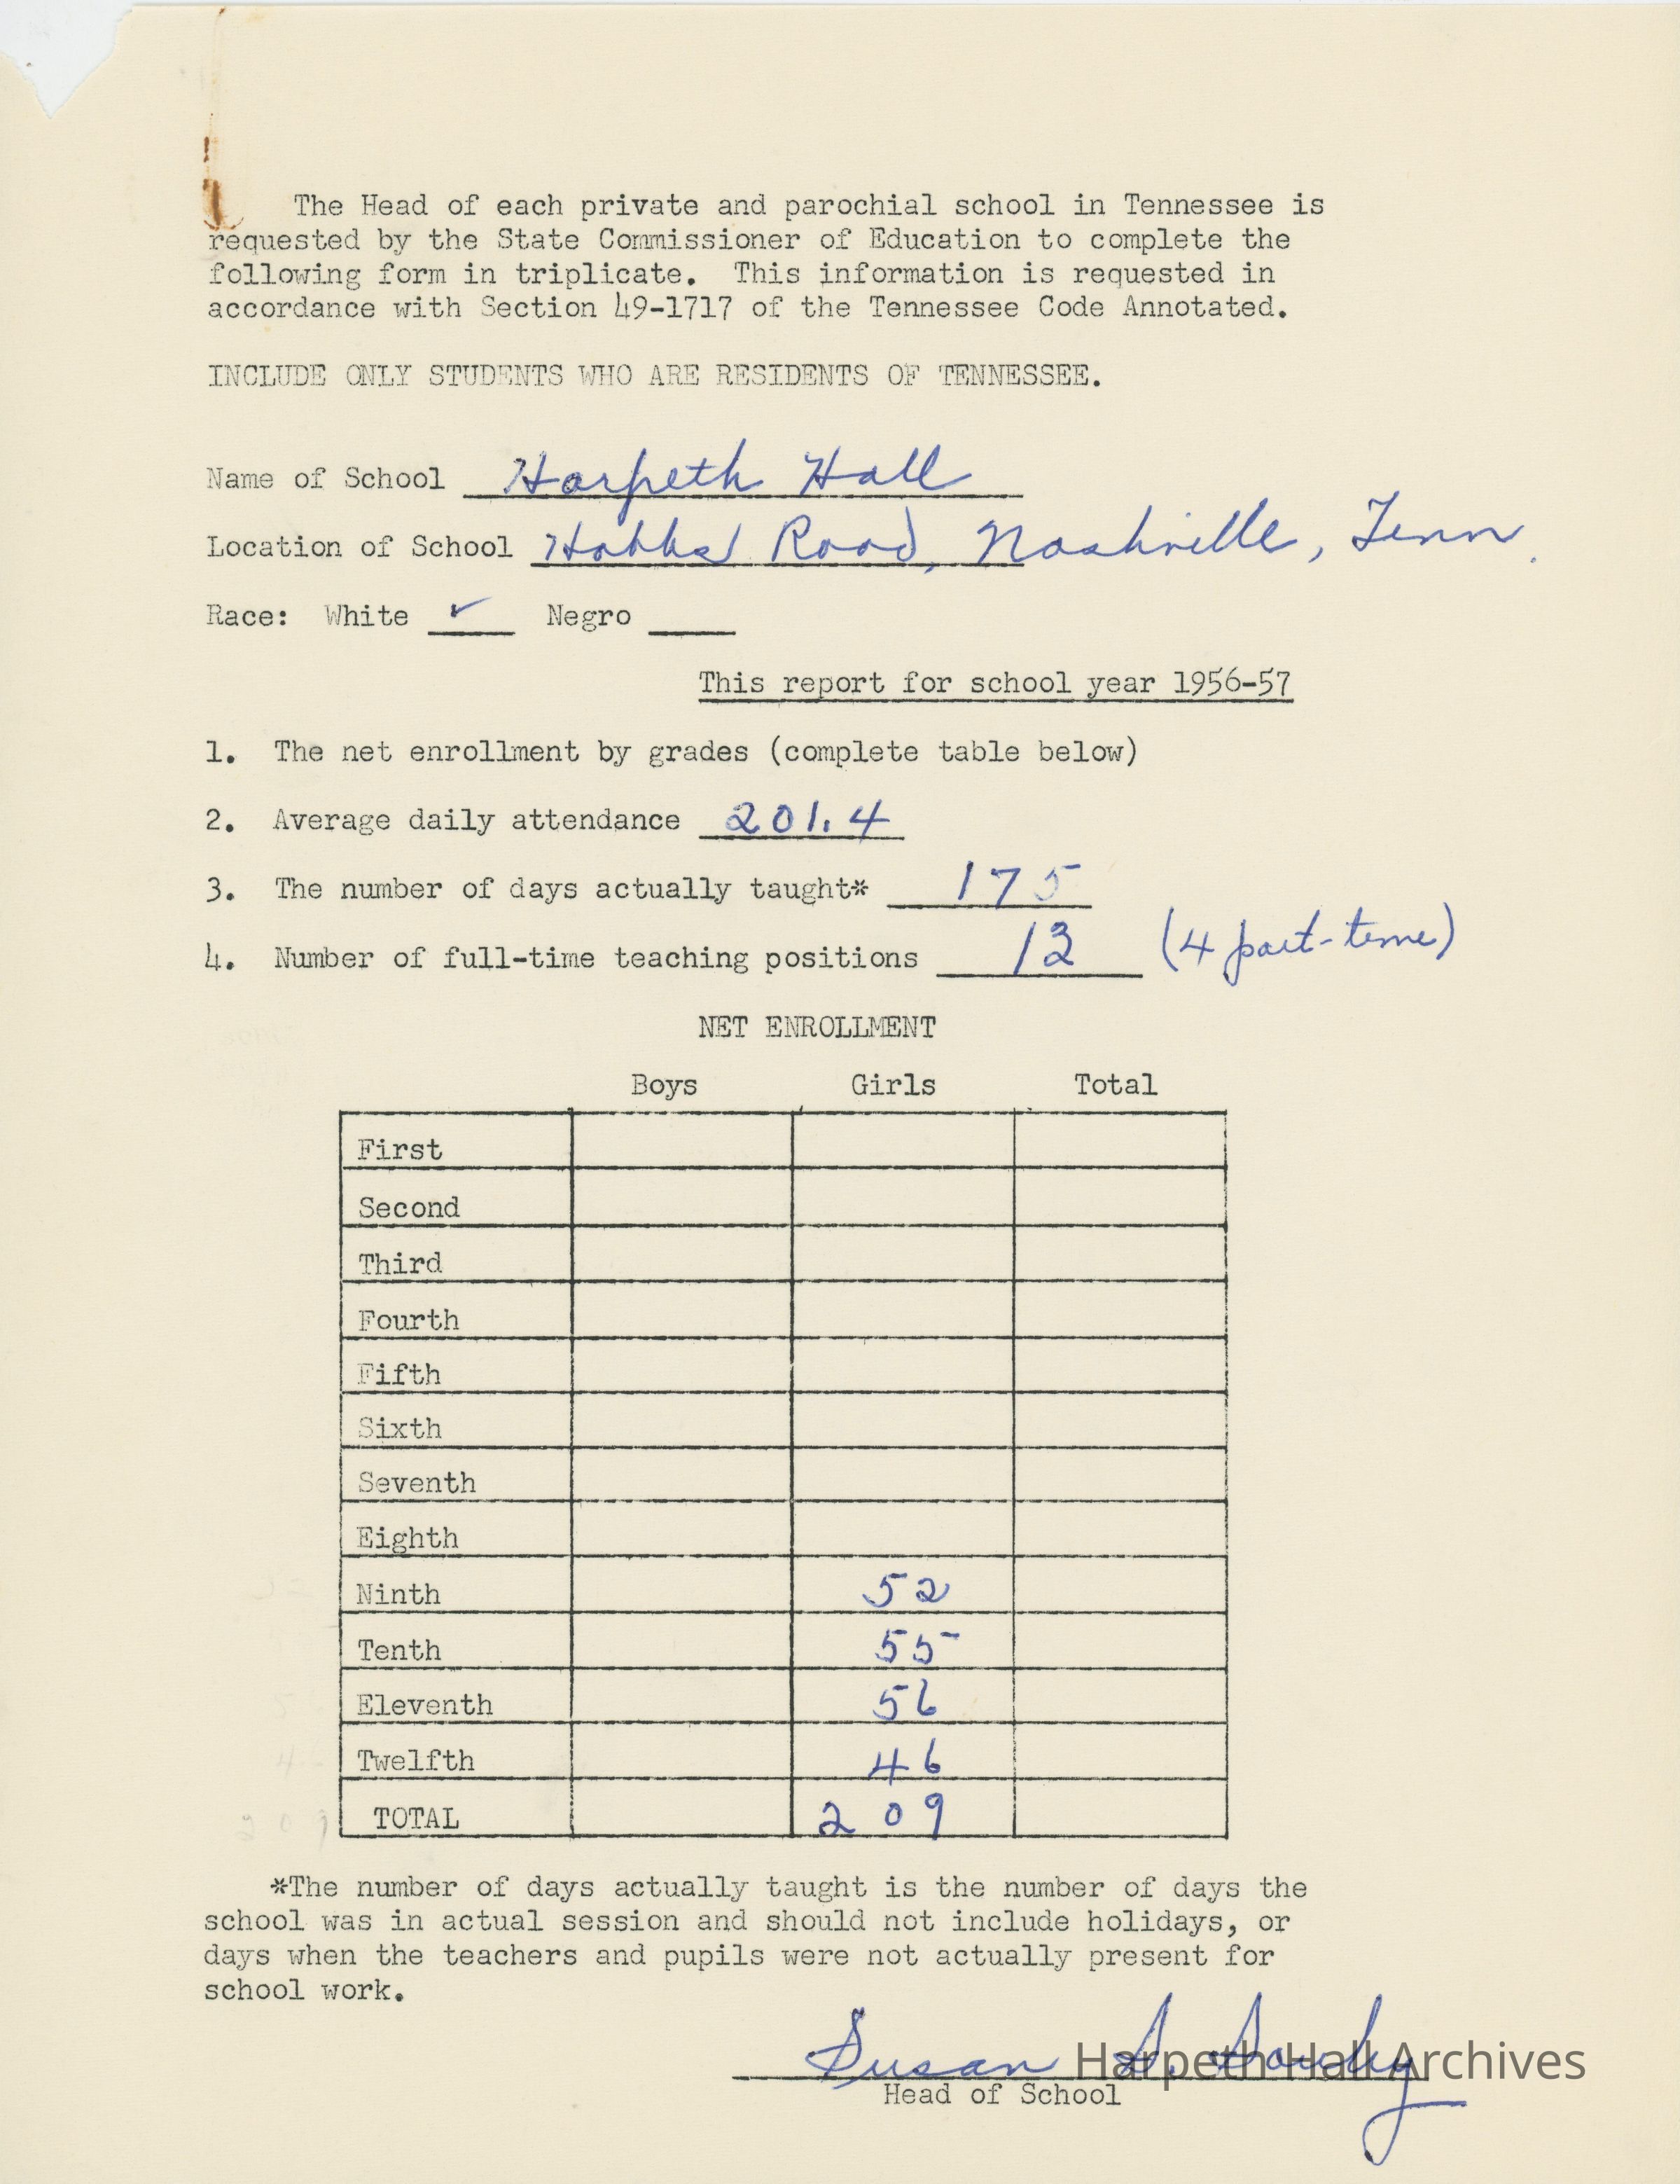 The Head of each private and parochial school in Tennessee is
requested by the State Commissioner of Education to complete the
following form in triplicate. This information is requested in
accordance with Section 49-1717 of the Tennessee Code Annotated.
INCLUDE ONLY STUDENTS WHO ARE RESIDENTS OF TENNESSEE.
Name of School Harpeth Hall
Location of School Hobbs Road, Nashville, Tenn.
Race: White ✓ Negro
This report for school year 1956-57
1. The net enrollment by grades (complete table below)
2. Average daily attendance 201.4
3. The number of days actually taught* 175
4. Number of full-time teaching positions 13 (4 part-time)
NET ENROLLMENT
Boys Girls Total
First
Second
Third
Fourth
Fifth
Sixth
Seventh
Eighth
Ninth 52
Tenth 55
Eleventh 56
Twelfth 46
TOTAL 209
*The number of days actually taught is the number of days the
school was in actual session and should not include holidays, or
days when the teachers and pupils were not actually present for
school work.
Susan S. Souby
Harpeth Hall Archives
Head of School